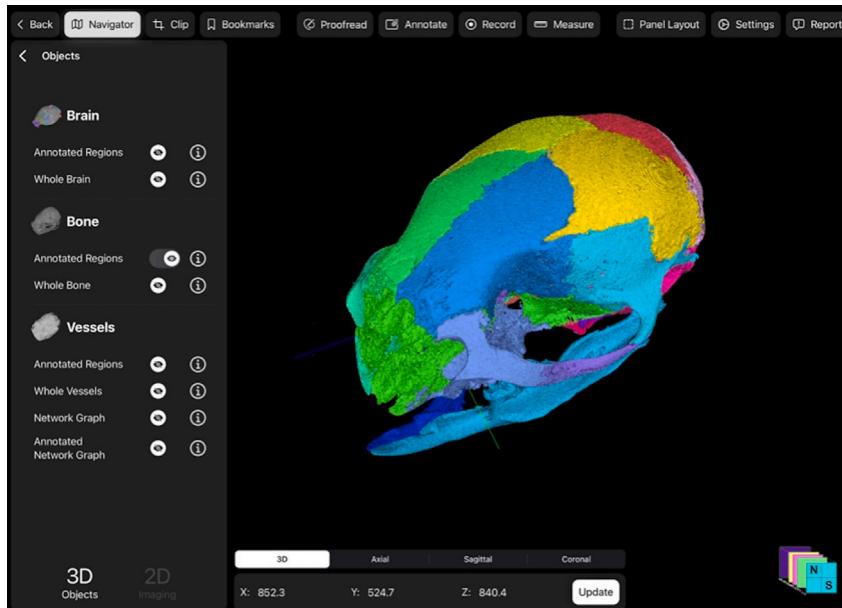 Back
Navigator
Clip
Bookmarks
Proofread
Annotate
Record
Measure
Panel Layout
Settings
Report
Objects
Brain
Annotated Regions
Whole Brain
Bone
Annotated Regions
Whole Bone
Vessels
Annotated Regions
Whole Vessels
Network Graph
Annotated
Network Graph
3D
Objects
2D
Imaging
3D
Axial
Sagittal
Coronal
X: 852.3
Y: 524.7
Z: 840.4
Update
N
S